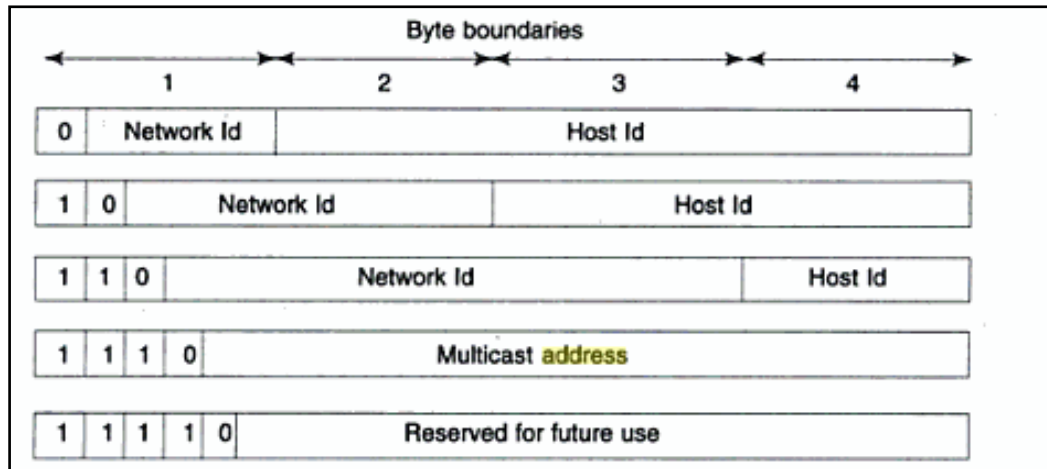 Byte boundaries
1 2 3 4
0 Network Id Host Id
1 0 Network Id Host Id
1 1 0 Network Id Host Id
1 1 1 0 Multicast address
1 1 1 1 0 Reserved for future use